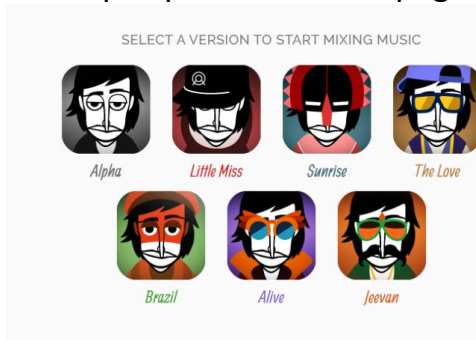 SELECT A VERSION TO START MIXING MUSIC
Alpha Little Miss Sunrise The Love
Brazil Alive Jeevan